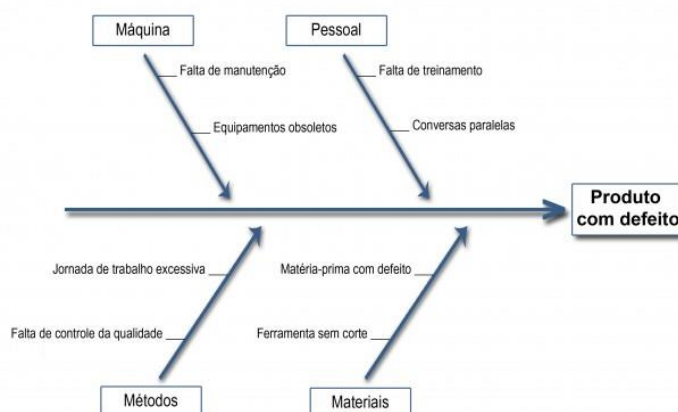 Máquina
Pessoal
Falta de manutenção
Falta de treinamento
Equipamentos obsoletos
Conversas paralelas
Produto
com defeito
Jornada de trabalho excessiva
Matéria-prima com defeito
Falta de controle da qualidade
Ferramenta sem corte
Métodos
Materiais